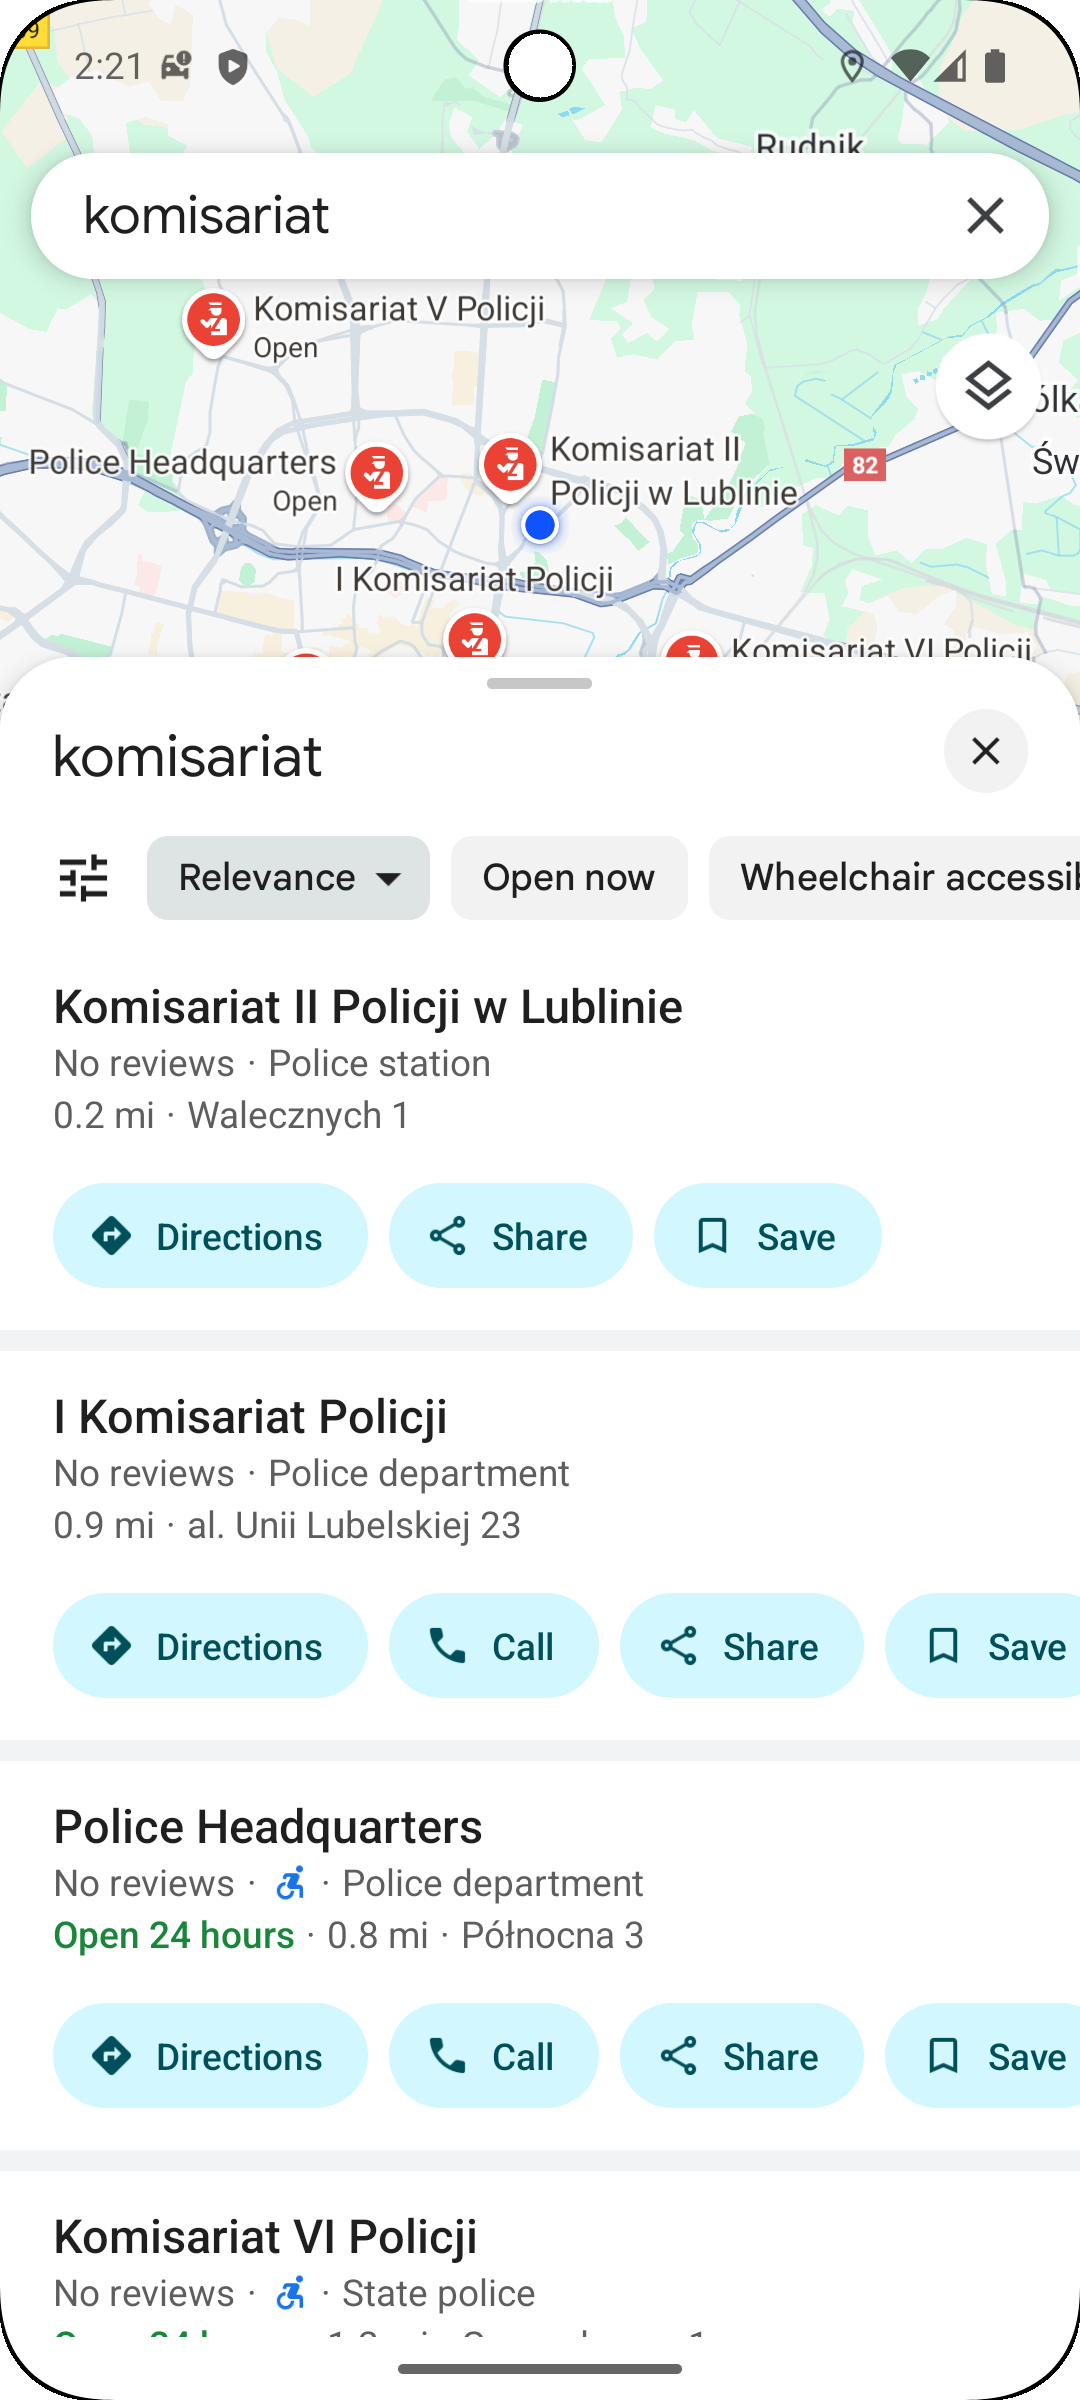 2:21
Rudnik
komisariat
Komisariat V Policji
Open
Police Headquarters
Open
Komisariat II
Policji w Lublinie
82
Św
I Komisariat Policji
Komisariat VI Policji
komisariat
Relevance
Open now
Wheelchair accessib
Komisariat II Policji w Lublinie
No reviews · Police station
0.2 mi · Walecznych 1
Directions
Share
Save
I Komisariat Policji
No reviews · Police department
0.9 mi · al. Unii Lubelskiej 23
Directions
Call
Share
Save
Police Headquarters
No reviews · · Police department
Open 24 hours · 0.8 mi · Północna 3
Directions
Call
Share
Save
Komisariat VI Policji
No reviews · · State police